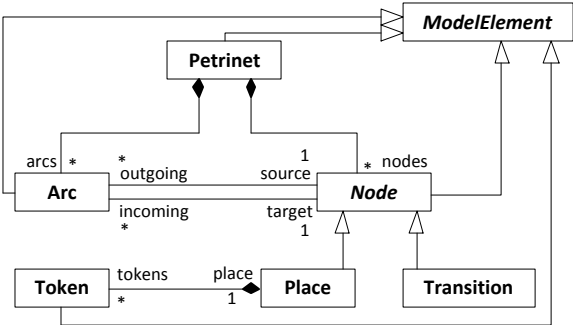 ModelElement
Petrinet
arcs * * 1 * nodes
outgoing source
Arc Node
incoming target
* 1
tokens place
Token Place Transition
* 1